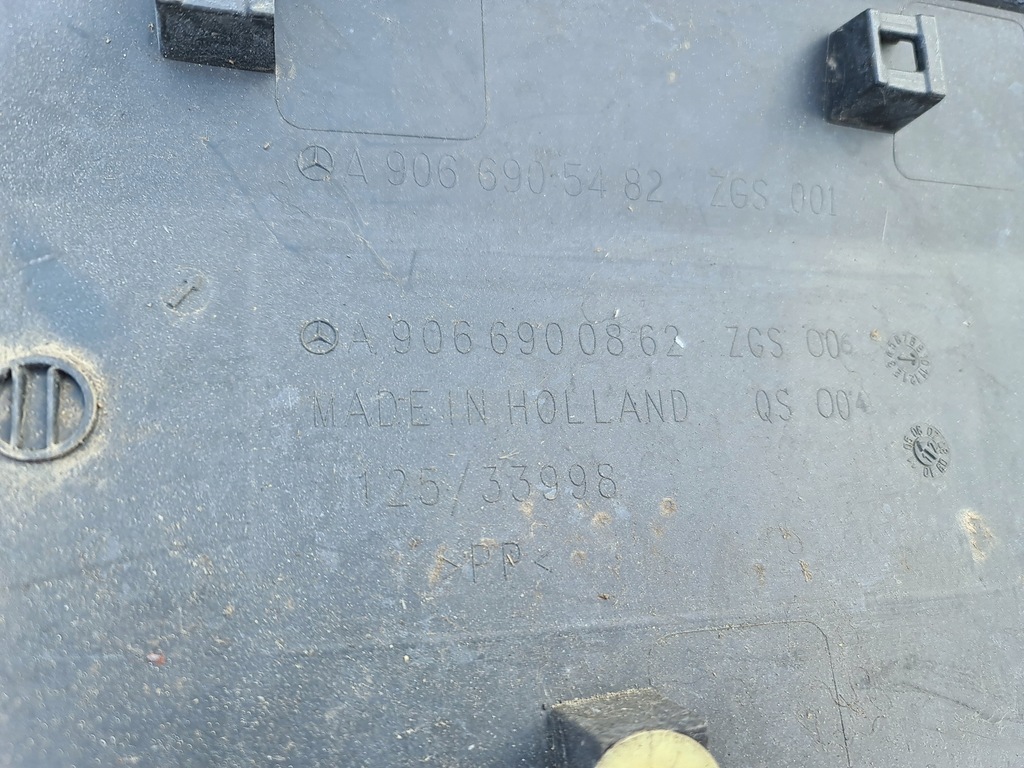 A 906 690 54 82 ZGS 001
A 906 690 08 62 ZGS 006
MADE IN HOLLAND QS 004
125/33998
>PP<